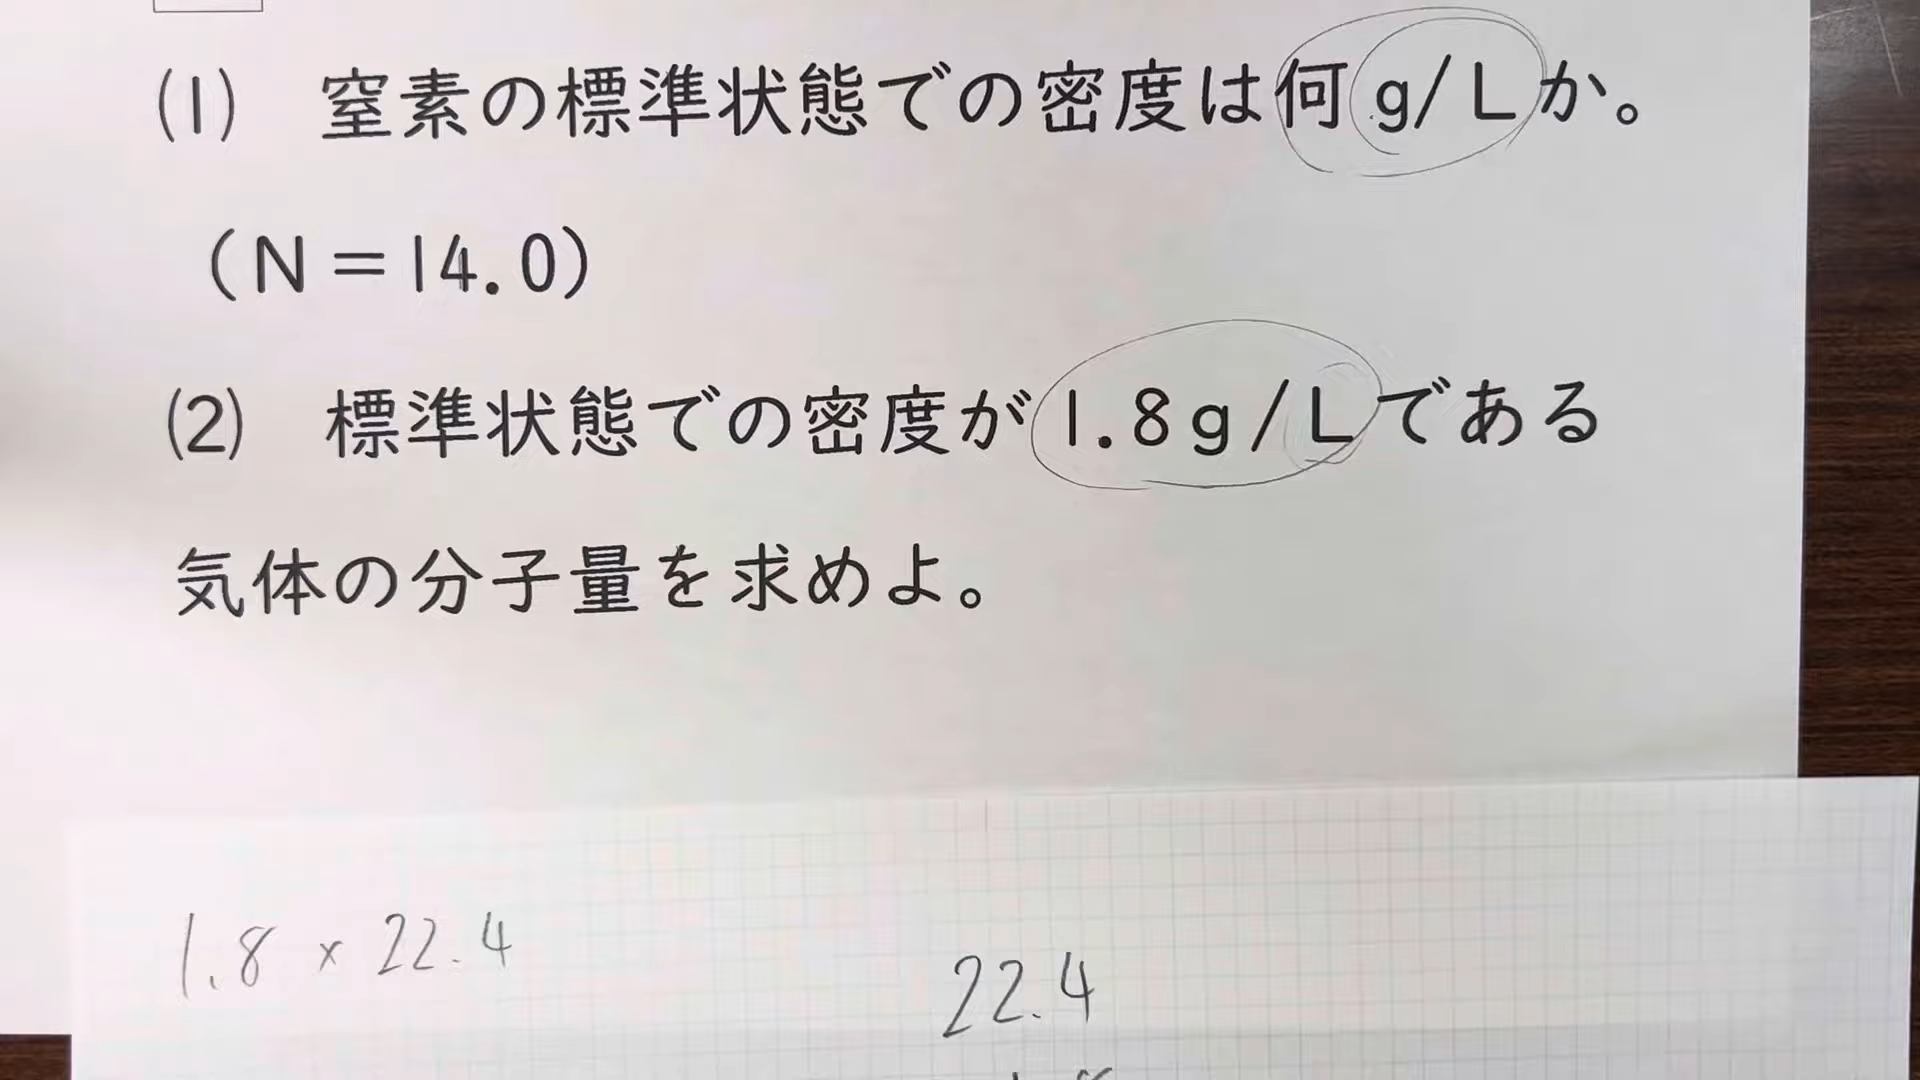 (1) 窒素の標準状態での密度は何g/Lか。
(N=14.0)
(2) 標準状態での密度が1.8g/Lである
気体の分子量を求めよ。
1.8 × 22.4
22.4